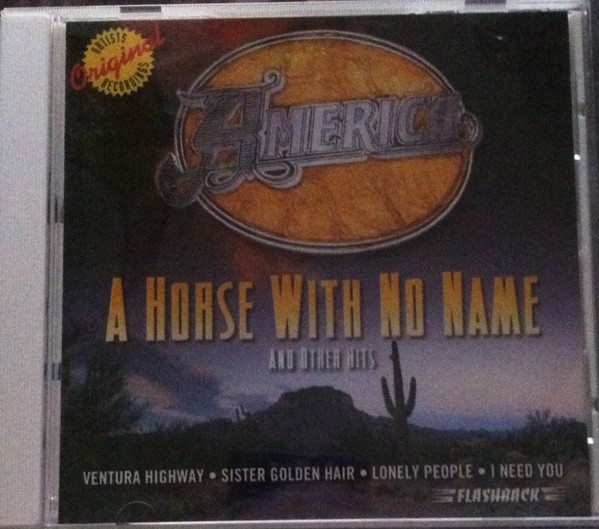 ARTISTS
Original
RECORDINGS
AMERICA
A HORSE WITH NO NAME
AND OTHER HITS
VENTURA HIGHWAY • SISTER GOLDEN HAIR • LONELY PEOPLE • I NEED YOU
FLASHBACK